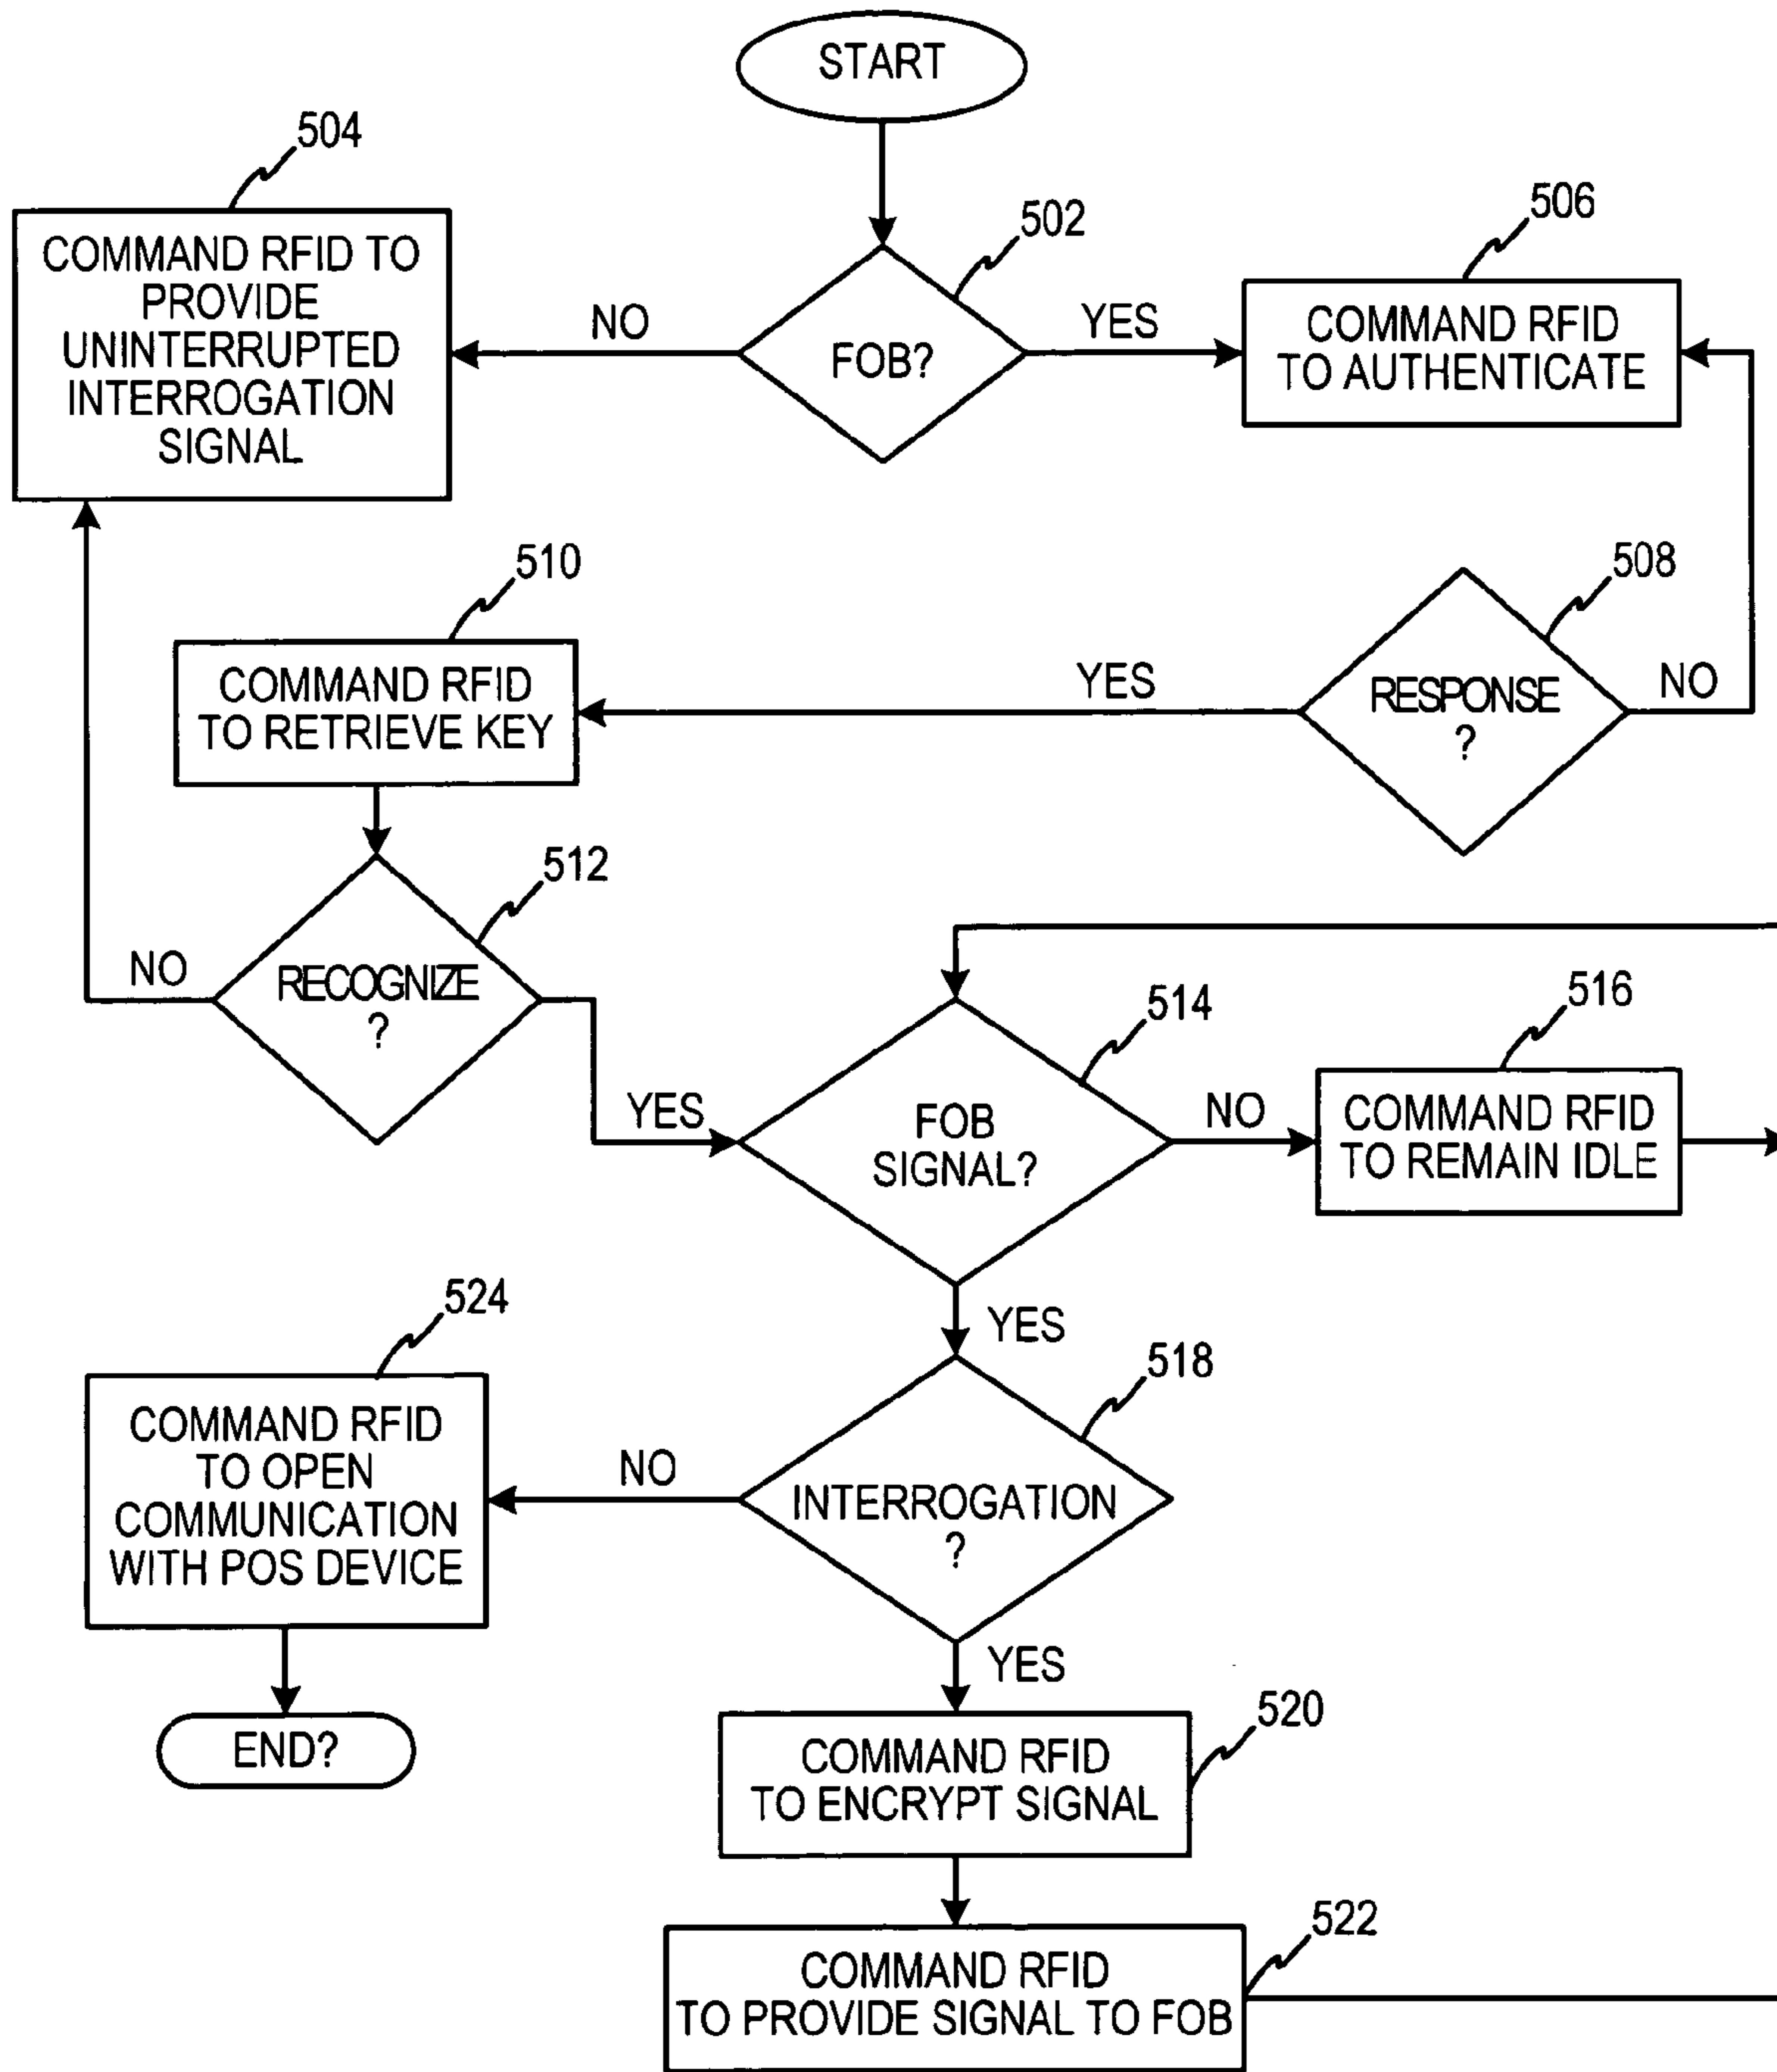 START
504
502
506
COMMAND RFID TO
PROVIDE
UNINTERRUPTED
INTERROGATION
SIGNAL
NO
FOB?
YES
COMMAND RFID
TO AUTHENTICATE
510
508
COMMAND RFID
TO RETRIEVE KEY
YES
RESPONSE
?
NO
512
NO
RECOGNIZE
?
YES
514
516
FOB
SIGNAL?
NO
COMMAND RFID
TO REMAIN IDLE
YES
524
518
COMMAND RFID
TO OPEN
COMMUNICATION
WITH POS DEVICE
NO
INTERROGATION
?
YES
END?
520
COMMAND RFID
TO ENCRYPT SIGNAL
522
COMMAND RFID
TO PROVIDE SIGNAL TO FOB